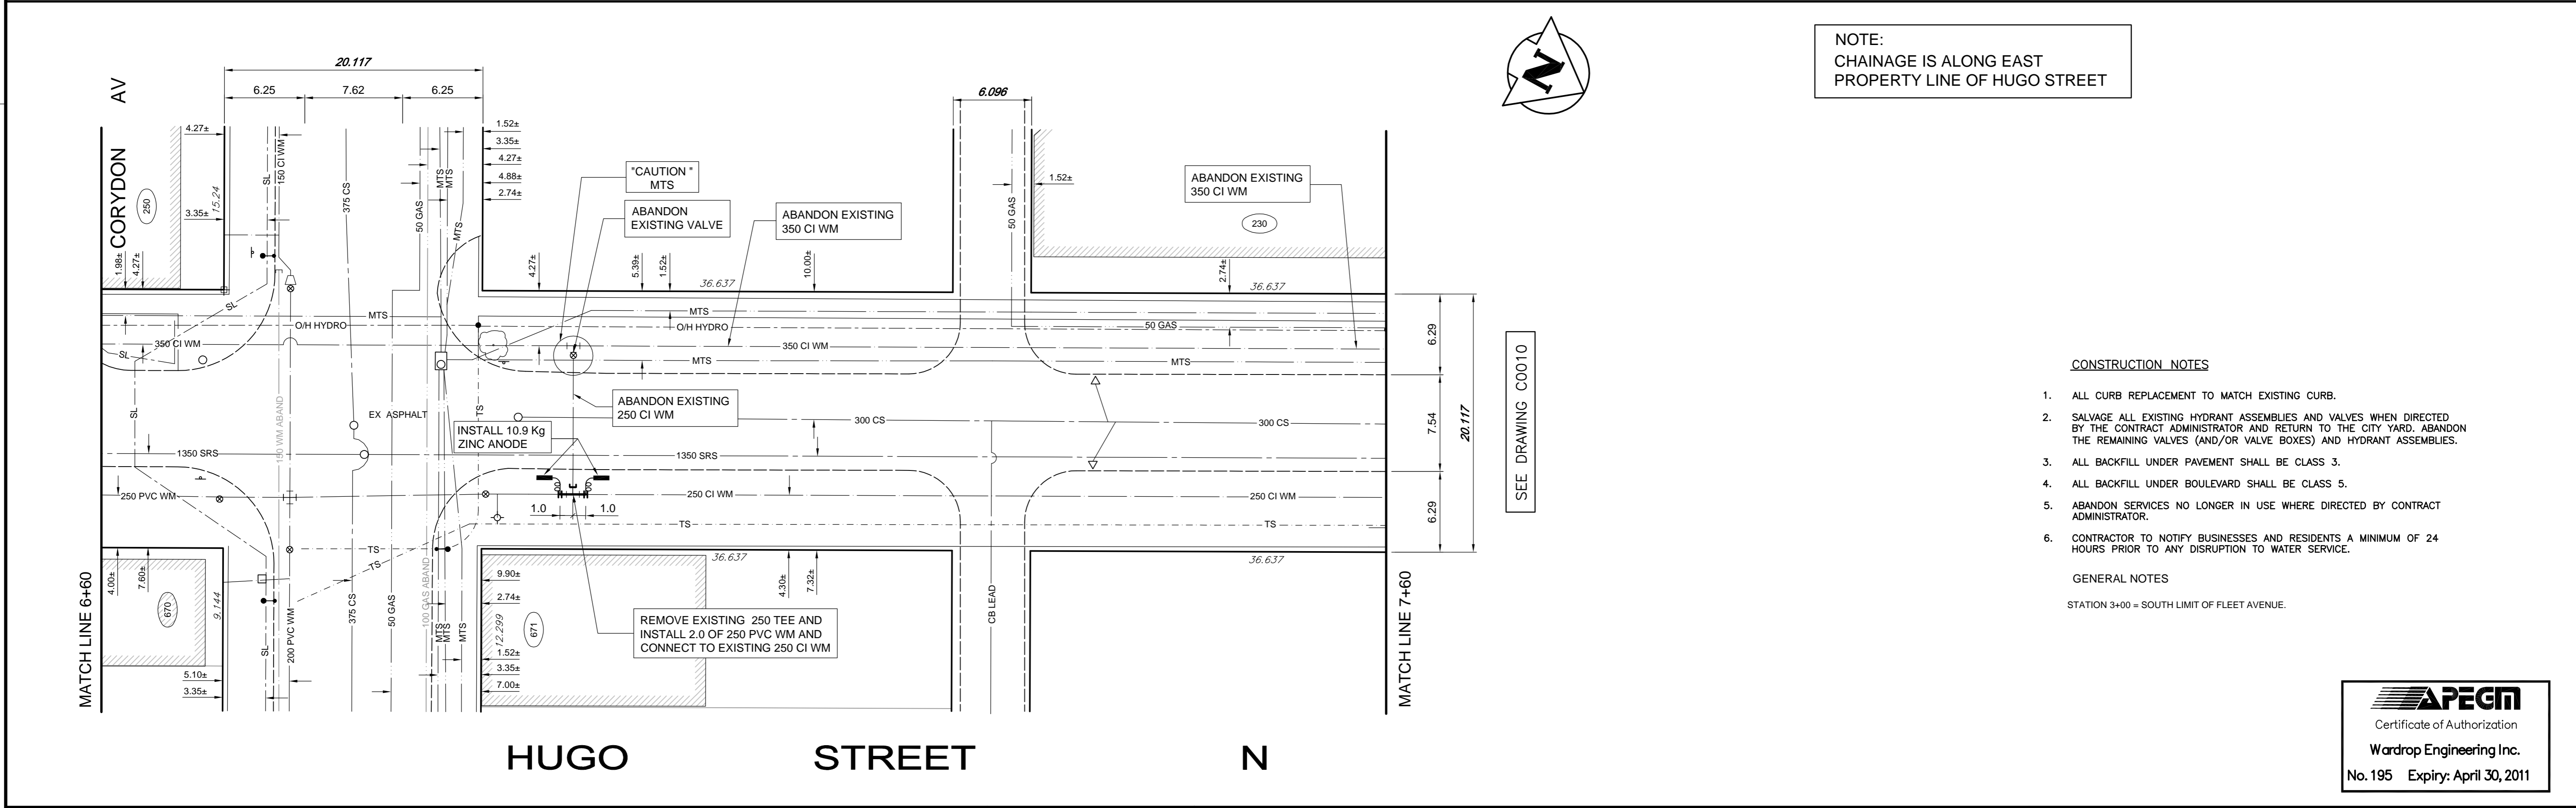 NOTE:
CHAINAGE IS ALONG EAST
PROPERTY LINE OF HUGO STREET
N
20.117
6.25
7.62
6.25
6.096
CORYDON AV
250
4.27±
15.24
3.35±
1.98±
4.27±
SL
150 CI WM
375 CS
50 GAS
MTS
MTS
MTS
1.52±
3.35±
4.27±
4.88±
2.74±
"CAUTION "
MTS
ABANDON
EXISTING VALVE
ABANDON EXISTING
350 CI WM
50 GAS
1.52±
ABANDON EXISTING
350 CI WM
230
4.27±
5.39±
1.52±
36.637
10.00±
2.74±
36.637
SL
MTS
O/H HYDRO
MTS
O/H HYDRO
50 GAS
350 CI WM
350 CI WM
SL
MTS
MTS
6.29
7.54
20.117
6.29
SEE DRAWING C0010
SL
150 WM ABAND
EX ASPHALT
TS
ABANDON EXISTING
250 CI WM
300 CS
300 CS
INSTALL 10.9 Kg
ZINC ANODE
1350 SRS
1350 SRS
250 PVC WM
250 CI WM
250 CI WM
1.0
1.0
TS
TS
TS
TS
4.00±
7.60±
670
9.144
5.10±
3.35±
SL
200 PVC WM
375 CS
50 GAS
100 GAS ABAND
MTS
MTS
MTS
9.90±
2.74±
12.299
671
1.52±
3.35±
7.00±
36.637
4.30±
7.32±
36.637
REMOVE EXISTING 250 TEE AND
INSTALL 2.0 OF 250 PVC WM AND
CONNECT TO EXISTING 250 CI WM
CB LEAD
MATCH LINE 6+60
MATCH LINE 7+60
HUGO STREET N
CONSTRUCTION NOTES
1. ALL CURB REPLACEMENT TO MATCH EXISTING CURB.
2. SALVAGE ALL EXISTING HYDRANT ASSEMBLIES AND VALVES WHEN DIRECTED
BY THE CONTRACT ADMINISTRATOR AND RETURN TO THE CITY YARD. ABANDON
THE REMAINING VALVES (AND/OR VALVE BOXES) AND HYDRANT ASSEMBLIES.
3. ALL BACKFILL UNDER PAVEMENT SHALL BE CLASS 3.
4. ALL BACKFILL UNDER BOULEVARD SHALL BE CLASS 5.
5. ABANDON SERVICES NO LONGER IN USE WHERE DIRECTED BY CONTRACT
ADMINISTRATOR.
6. CONTRACTOR TO NOTIFY BUSINESSES AND RESIDENTS A MINIMUM OF 24
HOURS PRIOR TO ANY DISRUPTION TO WATER SERVICE.
GENERAL NOTES
STATION 3+00 = SOUTH LIMIT OF FLEET AVENUE.
APEGM
Certificate of Authorization
Wardrop Engineering Inc.
No. 195 Expiry: April 30, 2011